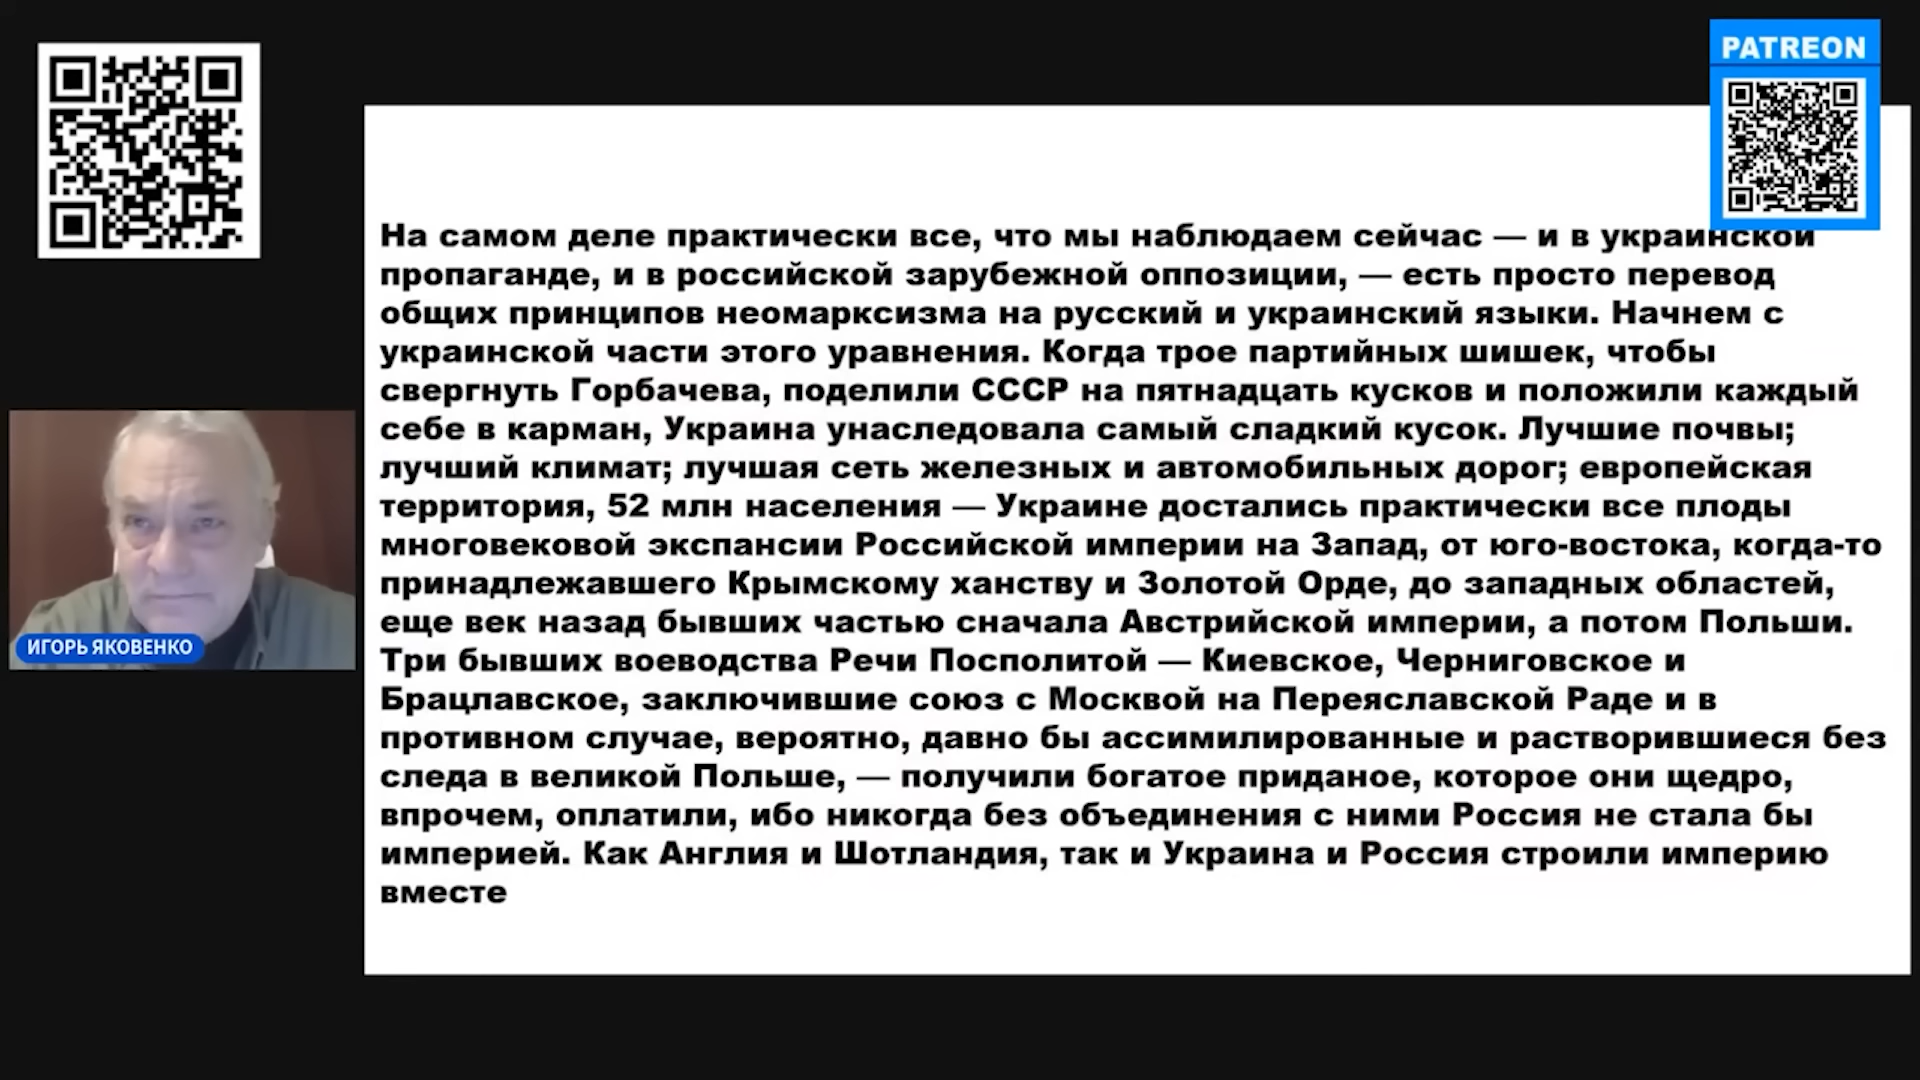 PATREON
На самом деле практически все, что мы наблюдаем сейчас — и в украинской
пропаганде, и в российской зарубежной оппозиции, — есть просто перевод
общих принципов неомарксизма на русский и украинский языки. Начнем с
украинской части этого уравнения. Когда трое партийных шишек, чтобы
свергнуть Горбачева, поделили СССР на пятнадцать кусков и положили каждый
себе в карман, Украина унаследовала самый сладкий кусок. Лучшие почвы;
лучший климат; лучшая сеть железных и автомобильных дорог; европейская
территория, 52 млн населения — Украине достались практически все плоды
многовековой экспансии Российской империи на Запад, от юго-востока, когда-то
принадлежавшего Крымскому ханству и Золотой Орде, до западных областей,
еще век назад бывших частью сначала Австрийской империи, а потом Польши.
Три бывших воеводства Речи Посполитой — Киевское, Черниговское и
Брацлавское, заключившие союз с Москвой на Переяславской Раде и в
противном случае, вероятно, давно бы ассимилированные и растворившиеся без
следа в великой Польше, — получили богатое приданое, которое они щедро,
впрочем, оплатили, ибо никогда без объединения с ними Россия не стала бы
империей. Как Англия и Шотландия, так и Украина и Россия строили империю
вместе
ИГОРЬ ЯКОВЕНКО